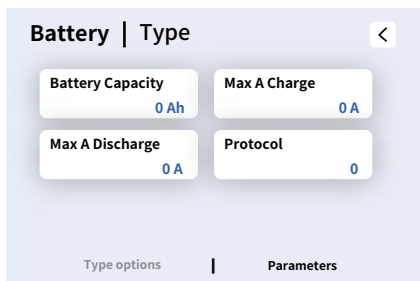 Battery | Type
Battery Capacity
0 Ah
Max A Charge
0 A
Max A Discharge
0 A
Protocol
0
Type options | Parameters